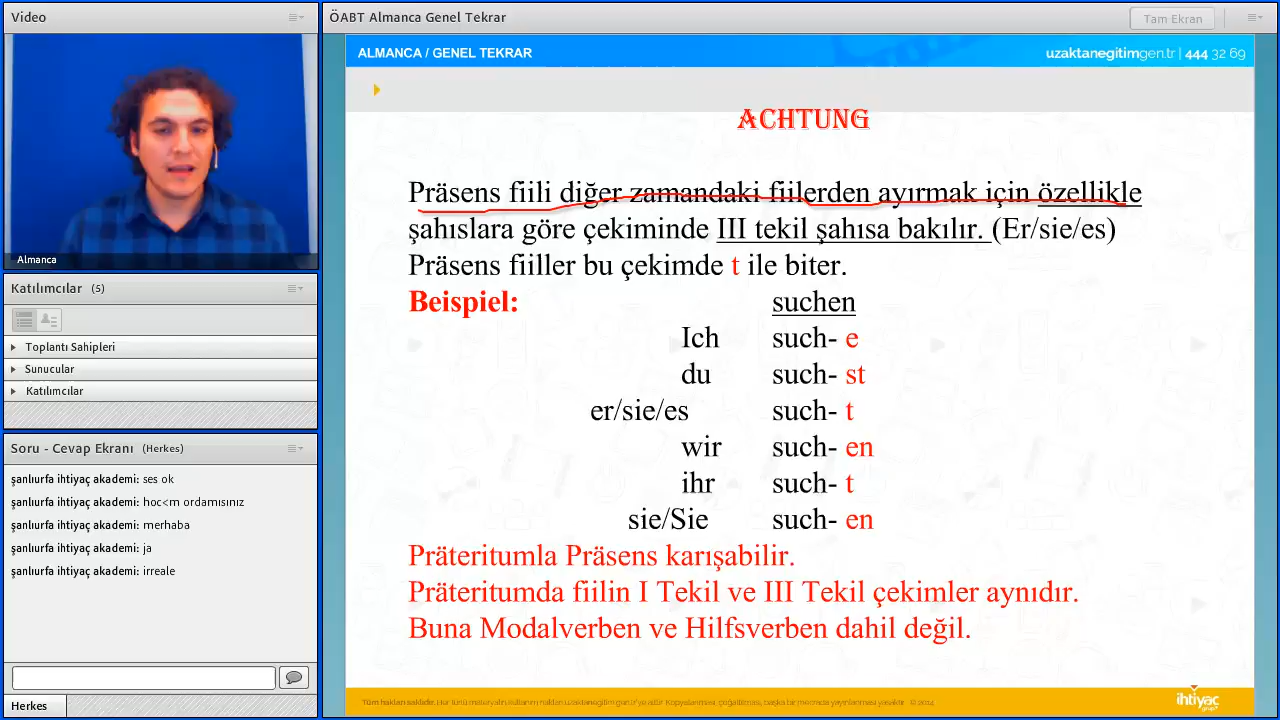 Video
ÖABT Almanca Genel Tekrar
Tam Ekran
ALMANCA / GENEL TEKRAR
uzaktanegitimgen.tr | 444 32 69
ACHTUNG
Präsens fiili diğer zamandaki fiilerden ayırmak için özellikle
şahıslara göre çekiminde III tekil şahısa bakılır. (Er/sie/es)
Präsens fiiller bu çekimde t ile biter.
Beispiel: suchen
Ich such- e
du such- st
er/sie/es such- t
wir such- en
ihr such- t
sie/Sie such- en
Präteritumla Präsens karışabilir.
Präteritumda fiilin I Tekil ve III Tekil çekimler aynıdır.
Buna Modalverben ve Hilfsverben dahil değil.
Almanca
Katılımcılar (5)
Toplantı Sahipleri
Sunucular
Katılımcılar
Soru - Cevap Ekranı (Herkes)
şanlıurfa ihtiyaç akademi: ses ok
şanlıurfa ihtiyaç akademi: hoc<m ordamısınız
şanlıurfa ihtiyaç akademi: merhaba
şanlıurfa ihtiyaç akademi: ja
şanlıurfa ihtiyaç akademi: irreale
Herkes
Tüm hakları saklıdır.
ihtiyaç